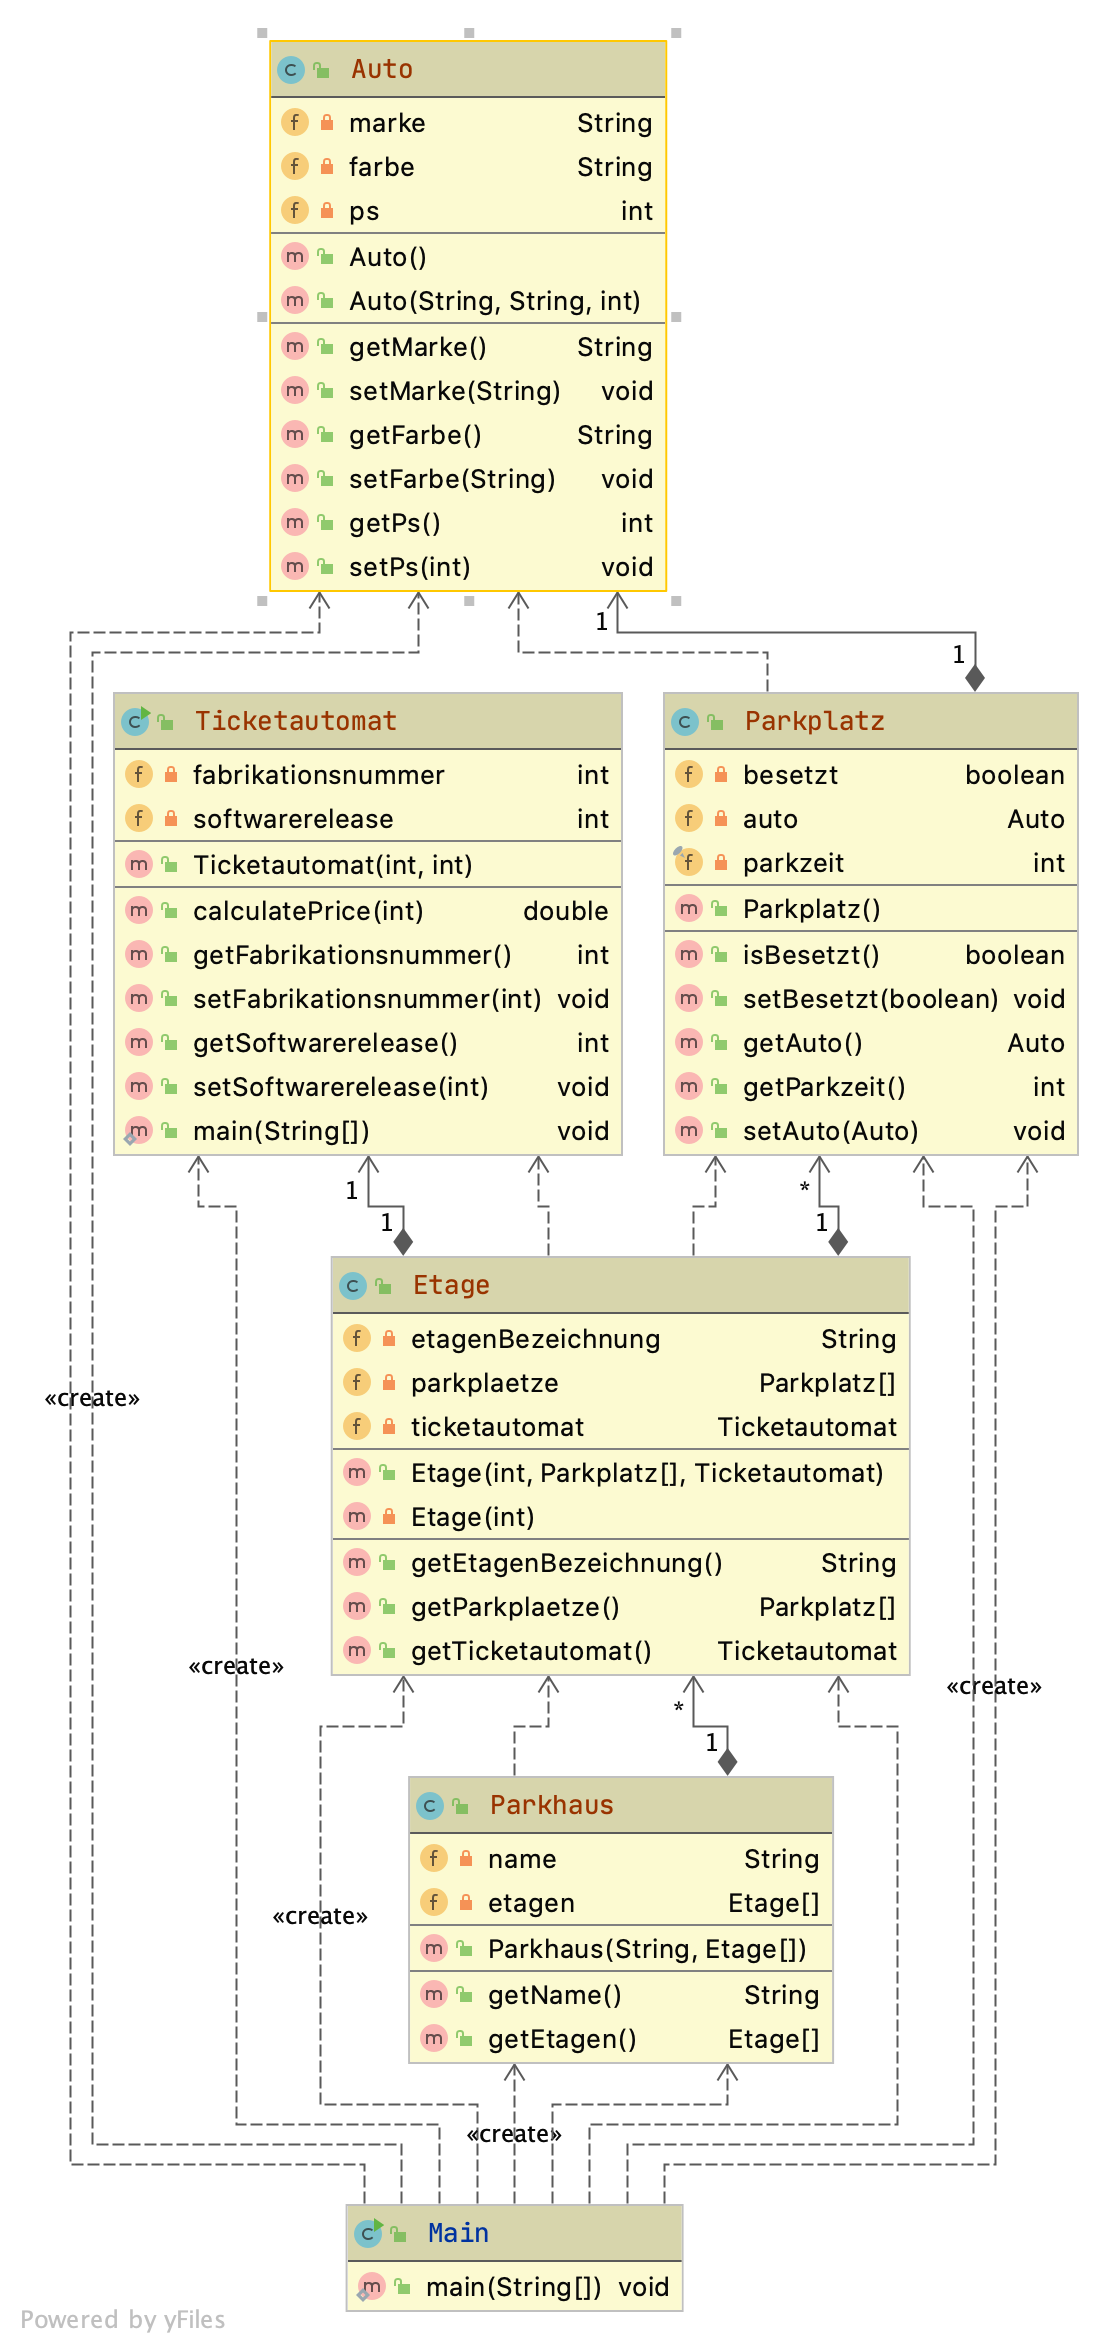 Auto
marke String
farbe String
ps int
Auto()
Auto(String, String, int)
getMarke() String
setMarke(String) void
getFarbe() String
setFarbe(String) void
getPs() int
setPs(int) void
1
1
Ticketautomat
fabrikationsnummer int
softwarerelease int
Ticketautomat(int, int)
calculatePrice(int) double
getFabrikationsnummer() int
setFabrikationsnummer(int) void
getSoftwarerelease() int
setSoftwarerelease(int) void
main(String[]) void
Parkplatz
besetzt boolean
auto Auto
parkzeit int
Parkplatz()
isBesetzt() boolean
setBesetzt(boolean) void
getAuto() Auto
getParkzeit() int
setAuto(Auto) void
1
*
1
1
Etage
etagenBezeichnung String
parkplaetze Parkplatz[]
ticketautomat Ticketautomat
Etage(int, Parkplatz[], Ticketautomat)
Etage(int)
getEtagenBezeichnung() String
getParkplaetze() Parkplatz[]
getTicketautomat() Ticketautomat
«create»
«create»
«create»
*
1
Parkhaus
name String
etagen Etage[]
Parkhaus(String, Etage[])
getName() String
getEtagen() Etage[]
«create»
«create»
Main
main(String[]) void
Powered by yFiles